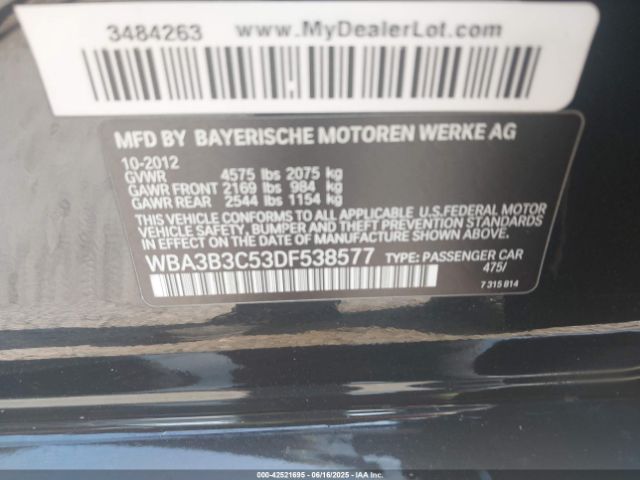 3484263 www.MyDealerLot.com
MFD BY BAYERISCHE MOTOREN WERKE AG
10-2012
GVWR 4575 lbs 2075 kg
GAWR FRONT 2169 lbs 984 kg
GAWR REAR 2544 lbs 1154 kg
THIS VEHICLE CONFORMS TO ALL APPLICABLE U.S.FEDERAL MOTOR
VEHICLE SAFETY, BUMPER AND THEFT PREVENTION STANDARDS
IN EFFECT ON THE DATE OF MANUFACTURE SHOWN ABOVE.
WBA3B3C53DF538577 TYPE: PASSENGER CAR
475/
7 315 814
000-42521695 - 06/16/2025 - IAA Inc.